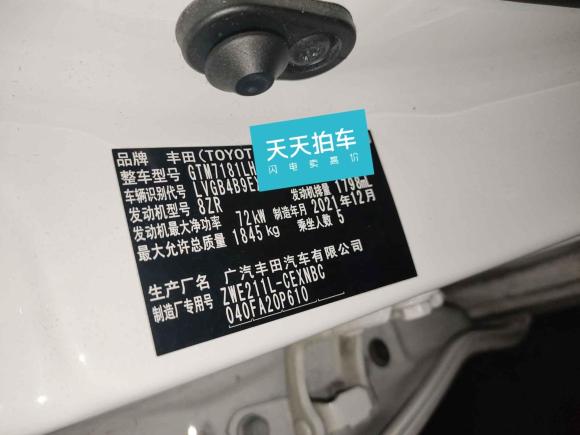 天天拍车
闪电卖高价
品牌 丰田(TOYOT
整车型号 GTM7181LH
车辆识别代号 LVGB4B9E
发动机型号 8ZR 发动机排量 1798mL
发动机最大净功率 72kW 制造年月 2021年12月
最大允许总质量 1845kg 乘坐人数 5
生产厂名 广汽丰田汽车有限公司
制造厂专用号 ZWE211L-CEXNBC
040FA20P610